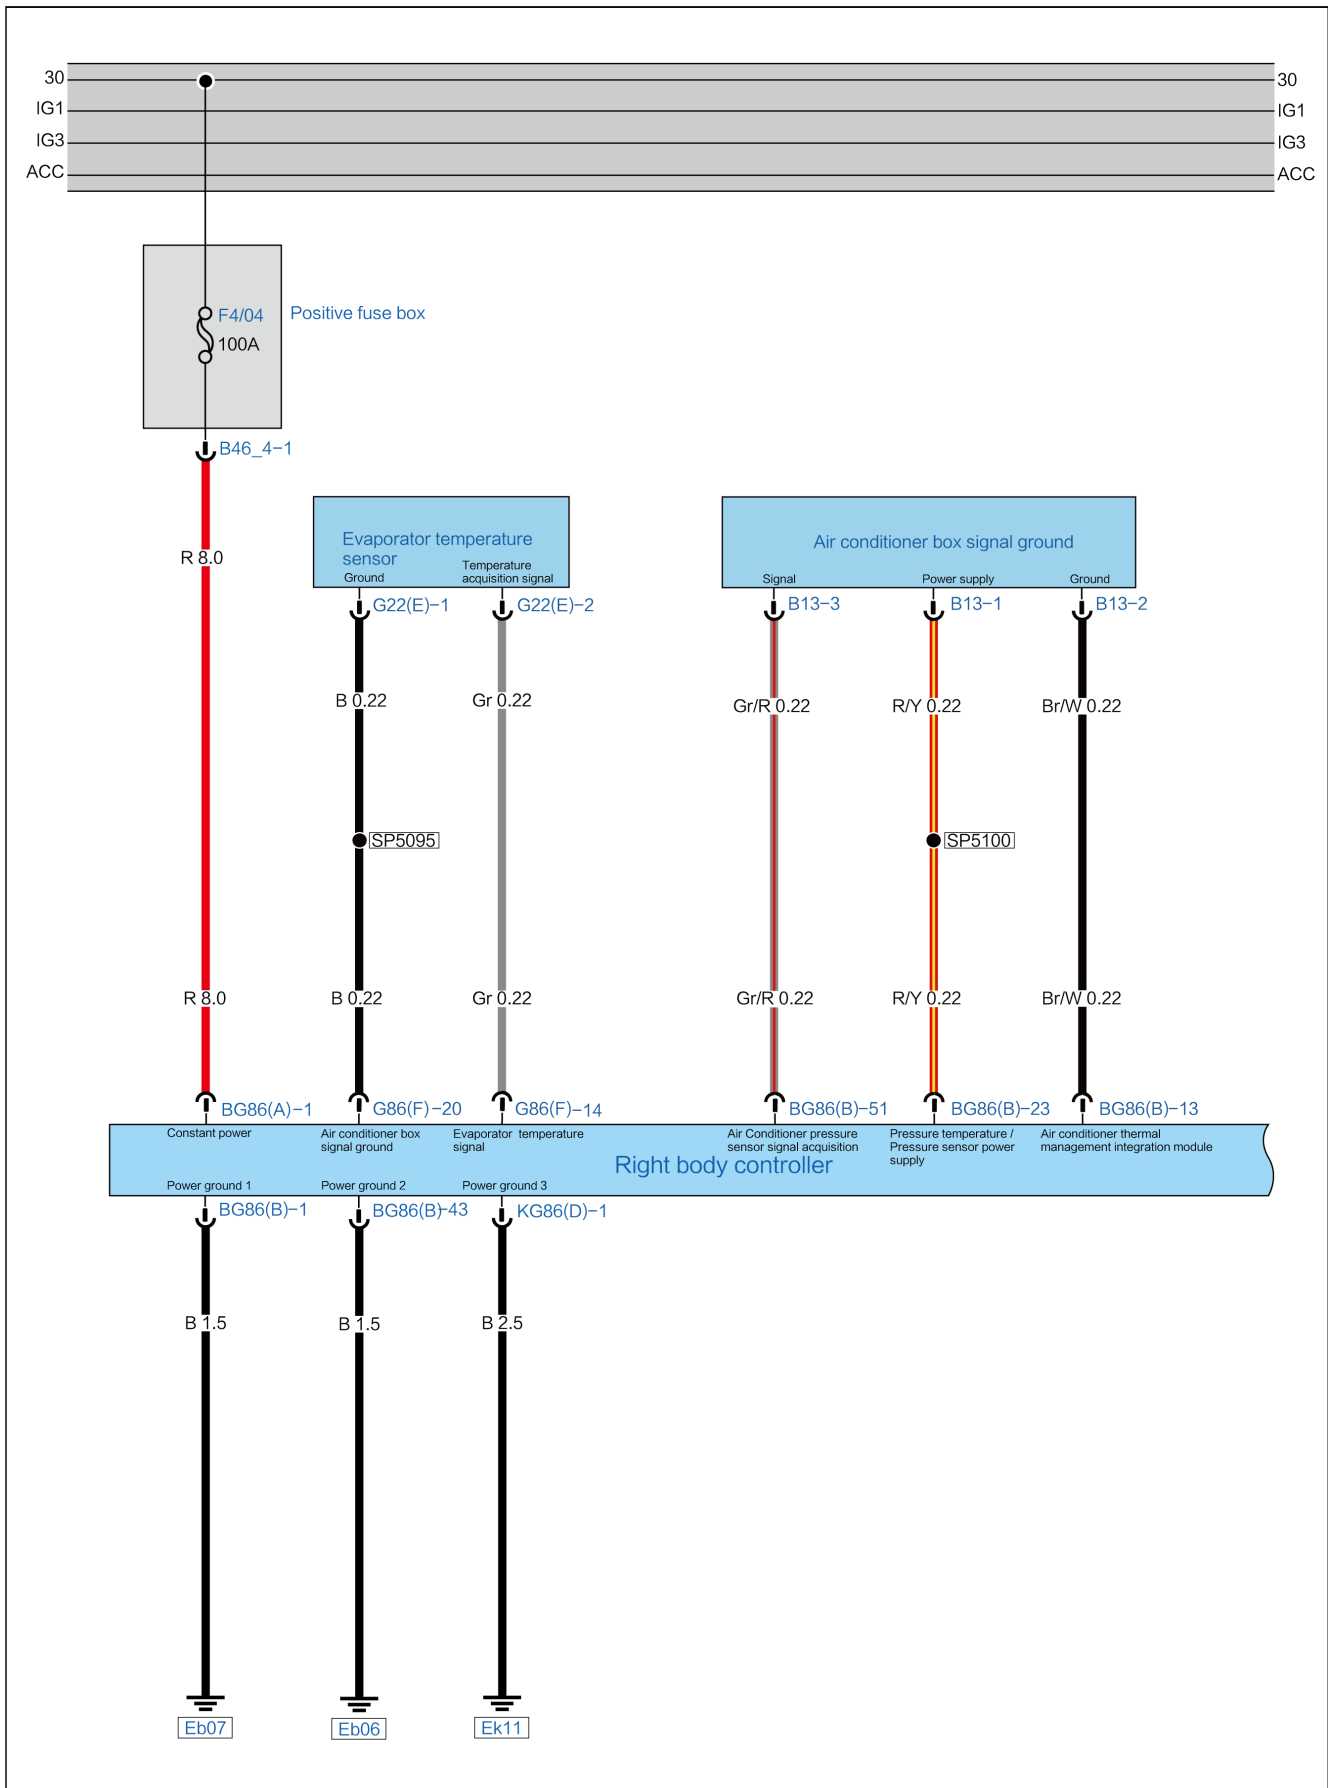 30
30
IG1
IG1
IG3
IG3
ACC
ACC
F4/04
100A
Positive fuse box
B46_4-1
R 8.0
Evaporator temperature
sensor
Ground
Temperature
acquisition signal
Air conditioner box signal ground
Signal
Power supply
Ground
G22(E)-1
G22(E)-2
B13-3
B13-1
B13-2
B 0.22
Gr 0.22
Gr/R 0.22
R/Y 0.22
Br/W 0.22
SP5095
SP5100
R 8.0
B 0.22
Gr 0.22
Gr/R 0.22
R/Y 0.22
Br/W 0.22
BG86(A)-1
G86(F)-20
G86(F)-14
BG86(B)-51
BG86(B)-23
BG86(B)-13
Constant power
Air conditioner box
signal ground
Evaporator temperature
signal
Air Conditioner pressure
sensor signal acquisition
Pressure temperature /
Pressure sensor power
supply
Air conditioner thermal
management integration module
Right body controller
Power ground 1
Power ground 2
Power ground 3
BG86(B)-1
BG86(B)-43
KG86(D)-1
B 1.5
B 1.5
B 2.5
Eb07
Eb06
Ek11